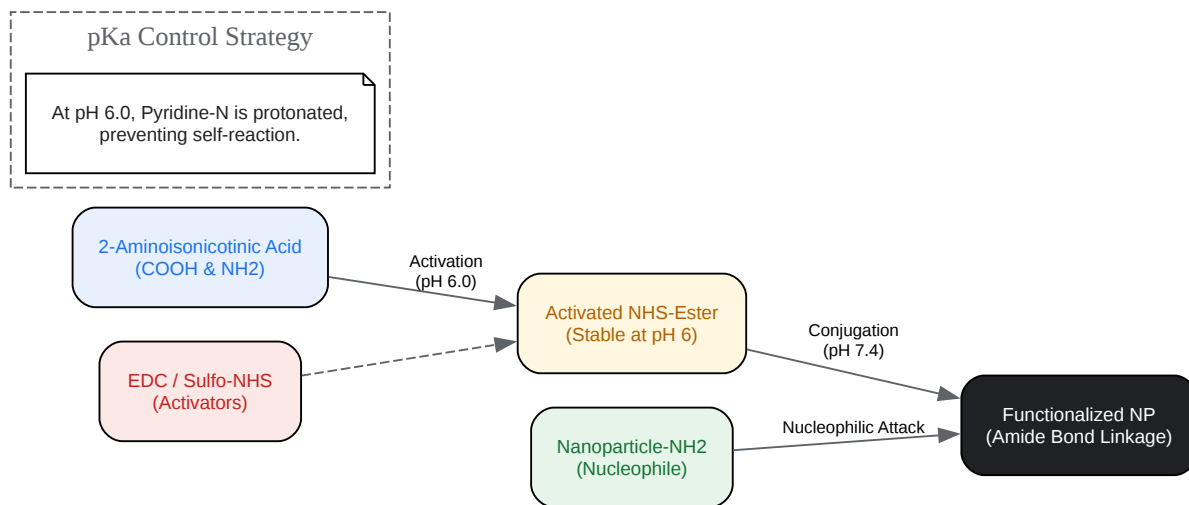 pKa Control Strategy
At pH 6.0, Pyridine-N is protonated,
preventing self-reaction.
2-Aminoisonicotinic Acid
(COOH & NH2)
Activation
(pH 6.0)
EDC / Sulfo-NHS
(Activators)
Activated NHS-Ester
(Stable at pH 6)
Conjugation
(pH 7.4)
Nanoparticle-NH2
(Nucleophile)
Nucleophilic Attack
Functionalized NP
(Amide Bond Linkage)